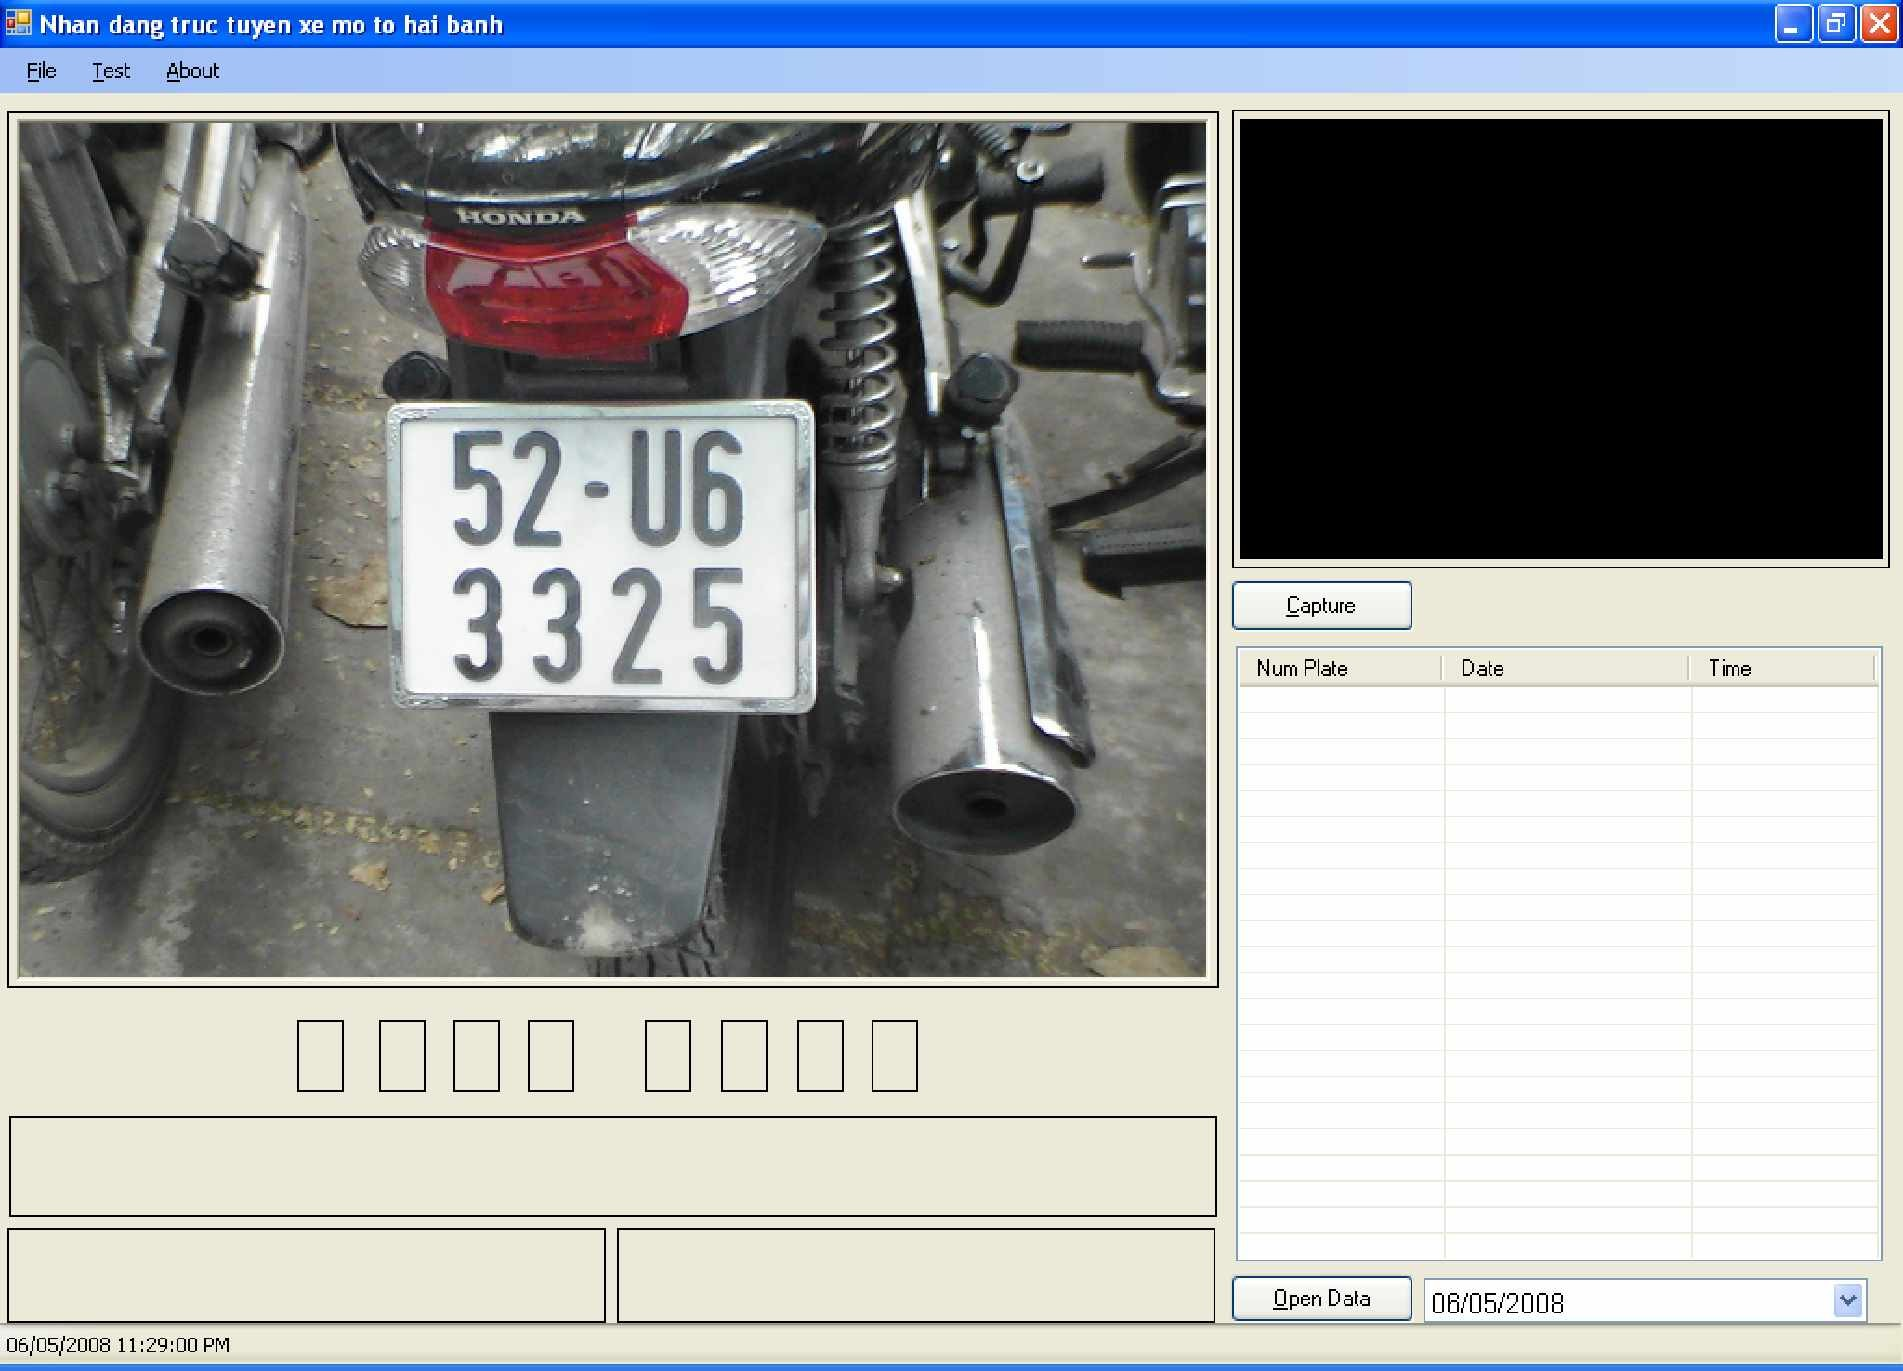 Nhan dang truc tuyen xe mo to hai banh
File Test About
HONDA
52-U6
3325
Capture
Num Plate Date Time
Open Data 06/05/2008
06/05/2008 11:29:00 PM